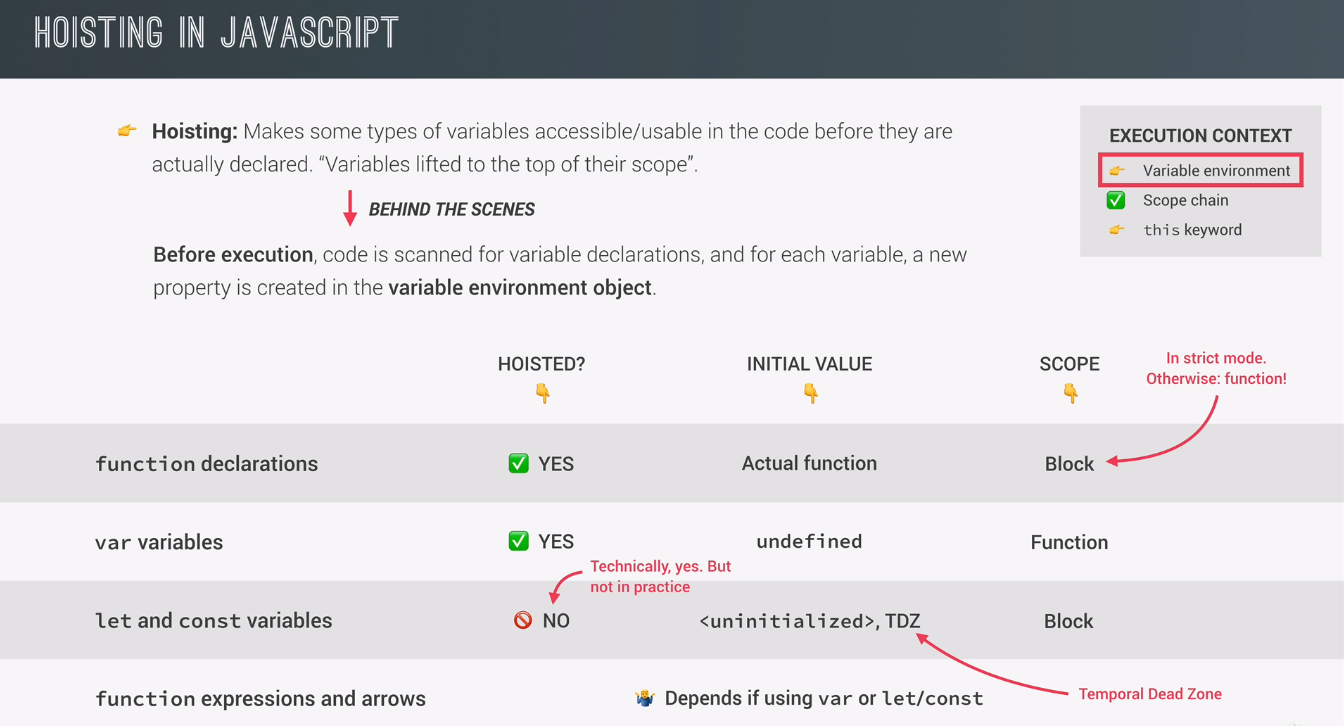 HOISTING IN JAVASCRIPT
👉 Hoisting: Makes some types of variables accessible/usable in the code before they are
actually declared. “Variables lifted to the top of their scope”.
BEHIND THE SCENES
Before execution, code is scanned for variable declarations, and for each variable, a new
property is created in the variable environment object.
EXECUTION CONTEXT
👉 Variable environment
✅ Scope chain
👉 this keyword
HOISTED? INITIAL VALUE SCOPE
👇 👇 👇
In strict mode.
Otherwise: function!
function declarations ✅ YES Actual function Block
var variables ✅ YES undefined Function
Technically, yes. But
not in practice
let and const variables 🚫 NO <uninitialized>, TDZ Block
Temporal Dead Zone
function expressions and arrows 🤷‍♂️ Depends if using var or let/const